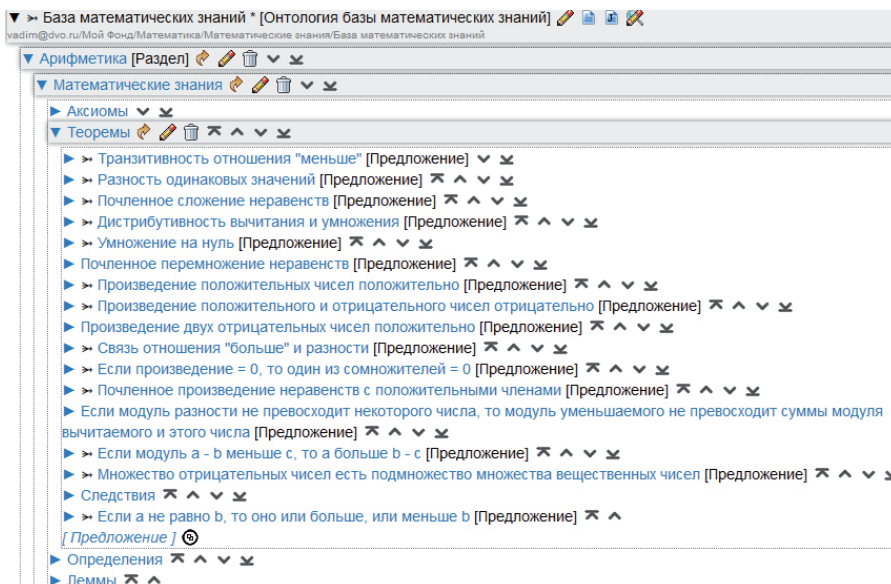 База математических знаний * [Онтология базы математических знаний]
vadim@dvo.ru/Мой Фонд/Математика/Математические знания/База математических знаний
Арифметика [Раздел]
Математические знания
Аксиомы
Теоремы
Транзитивность отношения "меньше" [Предложение]
Разность одинаковых значений [Предложение]
Почленное сложение неравенств [Предложение]
Дистрибутивность вычитания и умножения [Предложение]
Умножение на нуль [Предложение]
Почленное перемножение неравенств [Предложение]
Произведение положительных чисел положительно [Предложение]
Произведение положительного и отрицательного чисел отрицательно [Предложение]
Произведение двух отрицательных чисел положительно [Предложение]
Связь отношения "больше" и разности [Предложение]
Если произведение = 0, то один из сомножителей = 0 [Предложение]
Почленное произведение неравенств с положительными членами [Предложение]
Если модуль разности не превосходит некоторого числа, то модуль уменьшаемого не превосходит суммы модуля
вычитаемого и этого числа [Предложение]
Если модуль a - b меньше c, то a больше b - c [Предложение]
Множество отрицательных чисел есть подмножество множества вещественных чисел [Предложение]
Следствия
Если a не равно b, то оно или больше, или меньше b [Предложение]
[ Предложение ]
Определения
Леммы